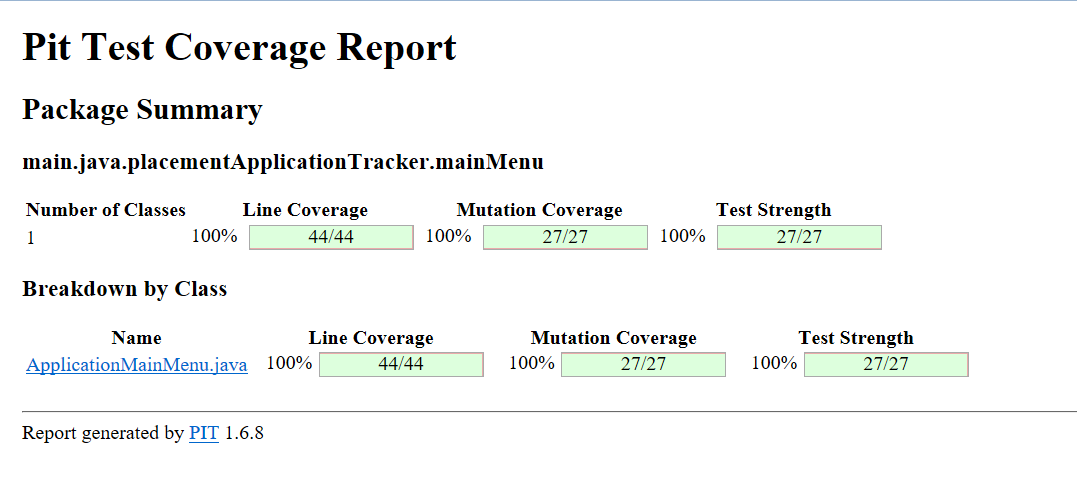 Pit Test Coverage Report
Package Summary
main.java.placementApplicationTracker.mainMenu
Number of Classes Line Coverage Mutation Coverage Test Strength
1 100% 44/44 100% 27/27 100% 27/27
Breakdown by Class
Name Line Coverage Mutation Coverage Test Strength
ApplicationMainMenu.java 100% 44/44 100% 27/27 100% 27/27
Report generated by PIT 1.6.8